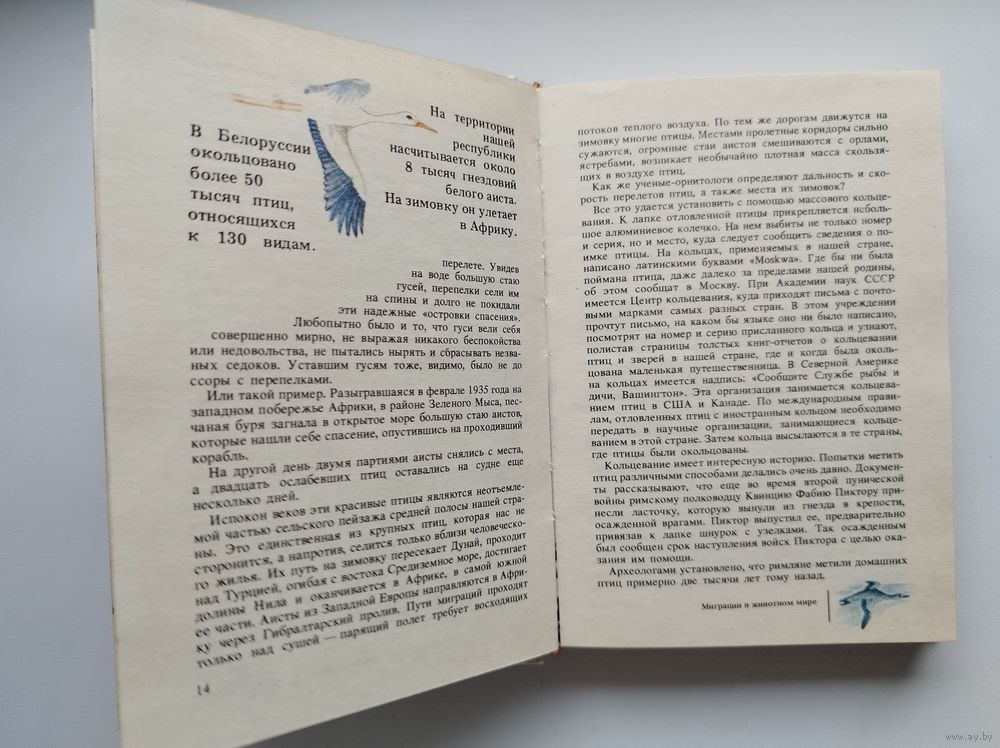 В Белоруссии
окольцовано
более 50
тысяч птиц,
относящихся
к 130 видам.
На территории
нашей
республики
насчитывается около
8 тысяч гнездовий
белого аиста.
На зимовку он улетает
в Африку.
перелете. Увидев
на воде большую стаю
гусей, перепелки сели им
на спины и долго не покидали
эти надежные «островки спасения».
Любопытно было и то, что гуси вели себя
совершенно мирно, не выражая никакого беспокойства
или недовольства, не пытались нырять и сбрасывать незва-
ных седоков. Уставшим гусям тоже, видимо, было не до
ссоры с перепелками.
Или такой пример. Разыгравшаяся в феврале 1935 года на
западном побережье Африки, в районе Зеленого Мыса, пес-
чаная буря загнала в открытое море большую стаю аистов,
которые нашли себе спасение, опустившись на проходивший
корабль.
На другой день двумя партиями аисты снялись с места,
а двадцать ослабевших птиц оставались на судне еще
несколько дней.
Испокон веков эти красивые птицы являются неотъемле-
мой частью сельского пейзажа средней полосы нашей стра-
ны. Это единственная из крупных птиц, которая нас не
сторонится, а напротив, селится только вблизи человеческо-
го жилья. Их путь на зимовку пересекает Дунай, проходит
над Турцией, огибая с востока Средиземное море, достигает
долины Нила и оканчивается в Африке, в самой южной
ее части. Аисты из Западной Европы направляются в Афри-
ку через Гибралтарский пролив. Пути миграций проходят
только над сушей — парящий полет требует восходящих
14
потоков теплого воздуха. По тем же дорогам движутся на
зимовку многие птицы. Местами пролетные коридоры сильно
сужаются, огромные стаи аистов смешиваются с орлами,
ястребами, возникает необычайно плотная масса скользя-
щих в воздухе птиц.
Как же ученые-орнитологи определяют дальность и ско-
рость перелетов птиц, а также места их зимовок?
Все это удается установить с помощью массового кольце-
вания. К лапке отловленной птицы прикрепляется неболь-
шое алюминиевое колечко. На нем выбиты не только номер
и серия, но и место, куда следует сообщить сведения о по-
имке птицы. На кольцах, применяемых в нашей стране,
написано латинскими буквами «Moskwa». Где бы ни была
поймана птица, даже далеко за пределами нашей родины,
об этом сообщат в Москву. При Академии наук СССР
имеется Центр кольцевания, куда приходят письма с почто-
выми марками самых разных стран. В этом учреждении
прочтут письмо, на каком бы языке оно ни было написано,
посмотрят на номер и серию присланного кольца и узнают,
полистав страницы толстых книг-отчетов о кольцевании
птиц и зверей в нашей стране, где и когда была околь-
цована маленькая путешественница. В Северной Америке
на кольцах имеется надпись: «Сообщите Службе рыбы и
дичи, Вашингтон». Эта организация занимается кольцева-
нием птиц в США и Канаде. По международным прави-
лам, отловленных птиц с иностранным кольцом необходимо
передать в научные организации, занимающиеся кольце-
ванием в этой стране. Затем кольца высылаются в те страны,
где птицы были окольцованы.
Кольцевание имеет интересную историю. Попытки метить
птиц различными способами делались очень давно. Докумен-
ты рассказывают, что еще во время второй пунической
войны римскому полководцу Квинцию Фабию Пиктору при-
несли ласточку, которую вынули из гнезда в крепости,
осажденной врагами. Пиктор выпустил ее, предварительно
привязав к лапке шнурок с узелками. Так осажденным
был сообщен срок наступления войск Пиктора с целью ока-
зания им помощи.
Археологами установлено, что римляне метили домашних
птиц примерно две тысячи лет тому назад.
Миграции в животном мире
www.ay.by